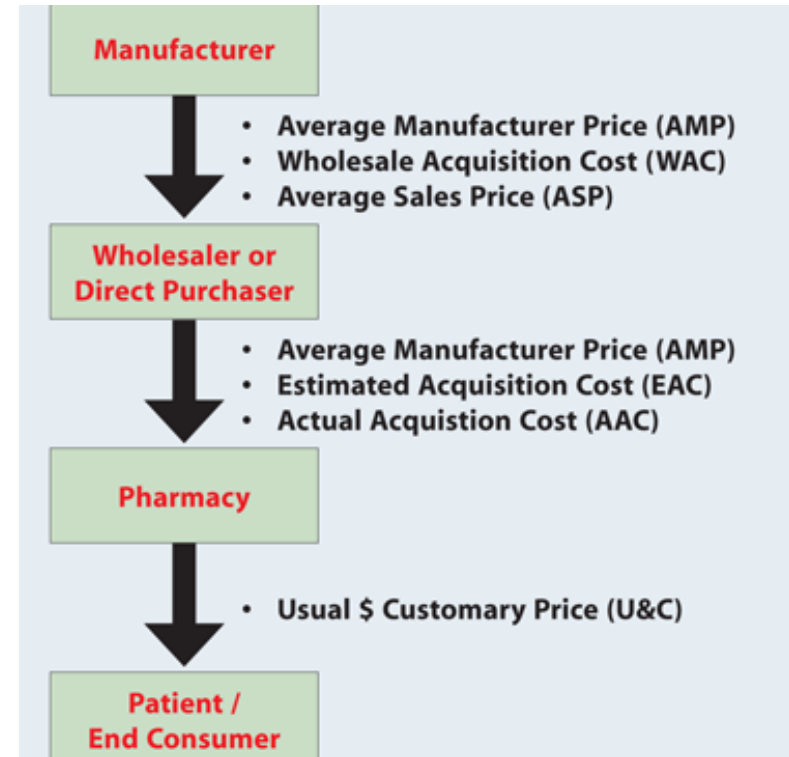 Manufacturer
• Average Manufacturer Price (AMP)
• Wholesale Acquisition Cost (WAC)
• Average Sales Price (ASP)
Wholesaler or
Direct Purchaser
• Average Manufacturer Price (AMP)
• Estimated Acquisition Cost (EAC)
• Actual Acquistion Cost (AAC)
Pharmacy
• Usual $ Customary Price (U&C)
Patient /
End Consumer